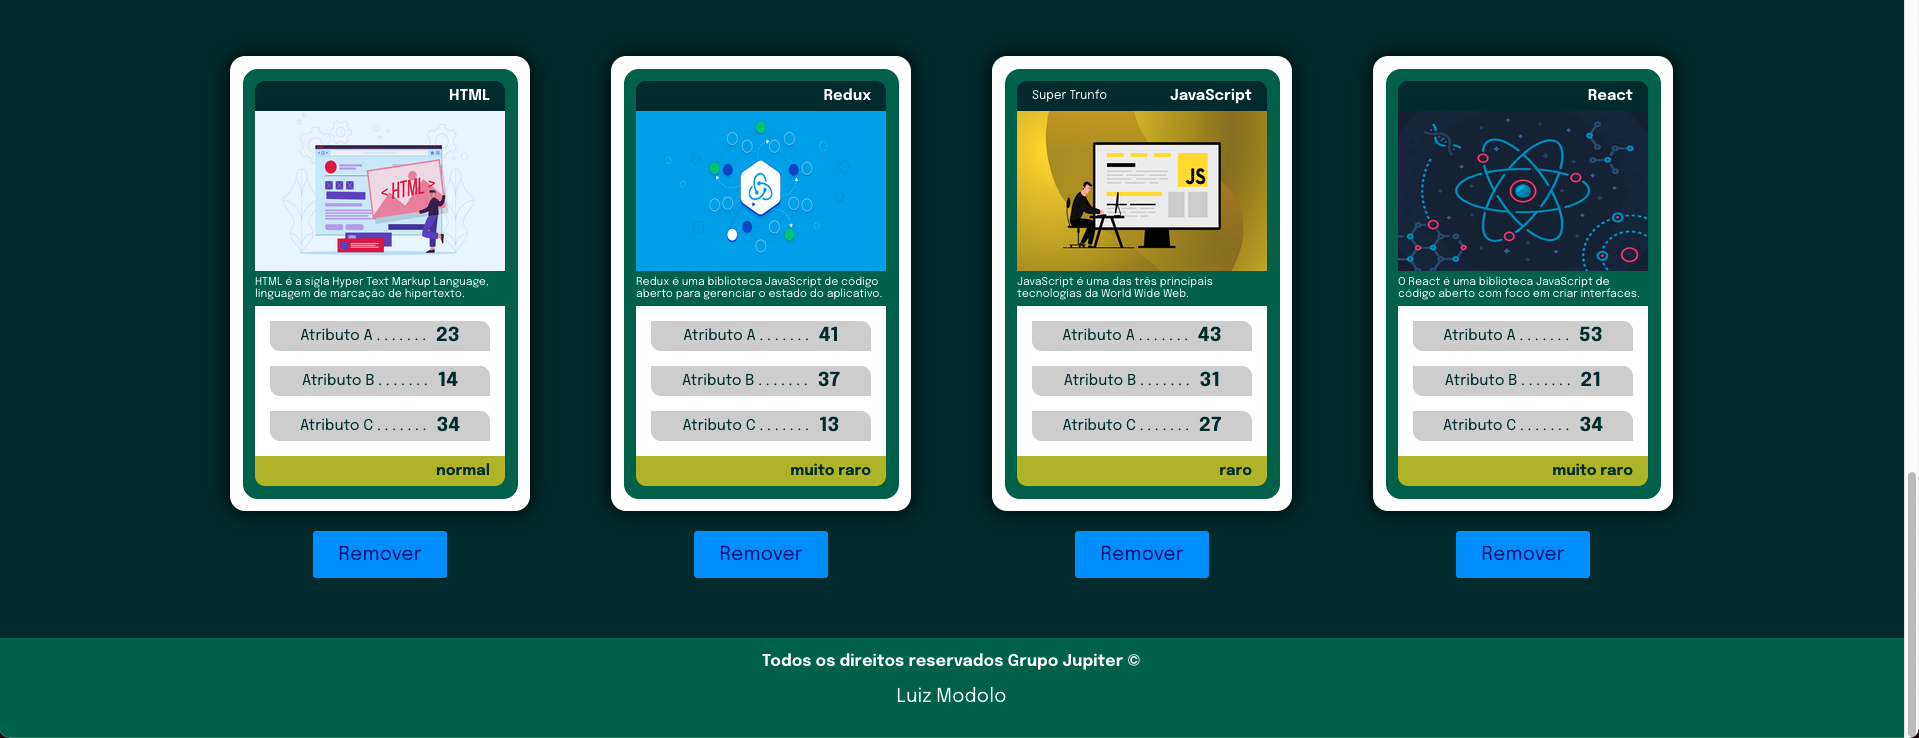 HTML
<HTML>
HTML é a sigla Hyper Text Markup Language,
linguagem de marcação de hipertexto.
Atributo A . . . . . . . 23
Atributo B . . . . . . . 14
Atributo C . . . . . . . 34
normal
Remover
Redux
Redux é uma biblioteca JavaScript de código
aberto para gerenciar o estado do aplicativo.
Atributo A . . . . . . . 41
Atributo B . . . . . . . 37
Atributo C . . . . . . . 13
muito raro
Remover
Super Trunfo JavaScript
JS
JavaScript é uma das três principais
tecnologias da World Wide Web.
Atributo A . . . . . . . 43
Atributo B . . . . . . . 31
Atributo C . . . . . . . 27
raro
Remover
React
O React é uma biblioteca JavaScript de
código aberto com foco em criar interfaces.
Atributo A . . . . . . . 53
Atributo B . . . . . . . 21
Atributo C . . . . . . . 34
muito raro
Remover
Todos os direitos reservados Grupo Jupiter ©
Luiz Modolo